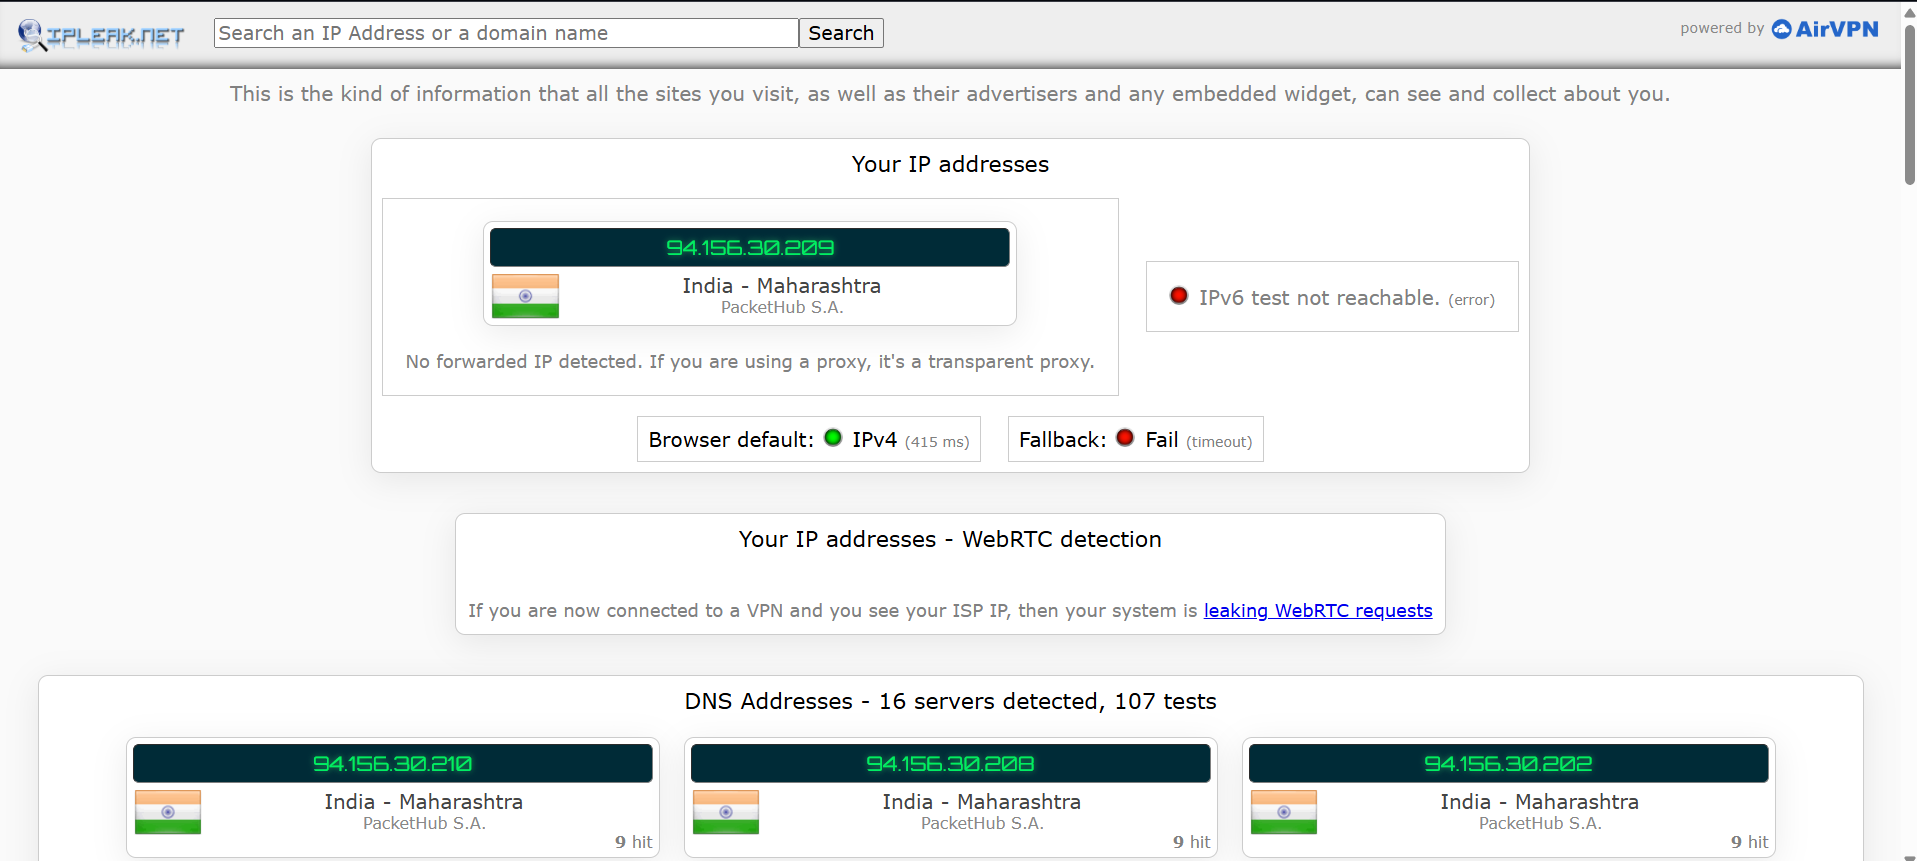 IPLEAK.NET
Search an IP Address or a domain name
Search
powered by AirVPN
This is the kind of information that all the sites you visit, as well as their advertisers and any embedded widget, can see and collect about you.
Your IP addresses
94.156.30.209
India - Maharashtra
PacketHub S.A.
No forwarded IP detected. If you are using a proxy, it's a transparent proxy.
IPv6 test not reachable. (error)
Browser default: IPv4 (415 ms)
Fallback: Fail (timeout)
Your IP addresses - WebRTC detection
If you are now connected to a VPN and you see your ISP IP, then your system is leaking WebRTC requests
DNS Addresses - 16 servers detected, 107 tests
94.156.30.210
India - Maharashtra
PacketHub S.A.
9 hit
94.156.30.208
India - Maharashtra
PacketHub S.A.
9 hit
94.156.30.202
India - Maharashtra
PacketHub S.A.
9 hit